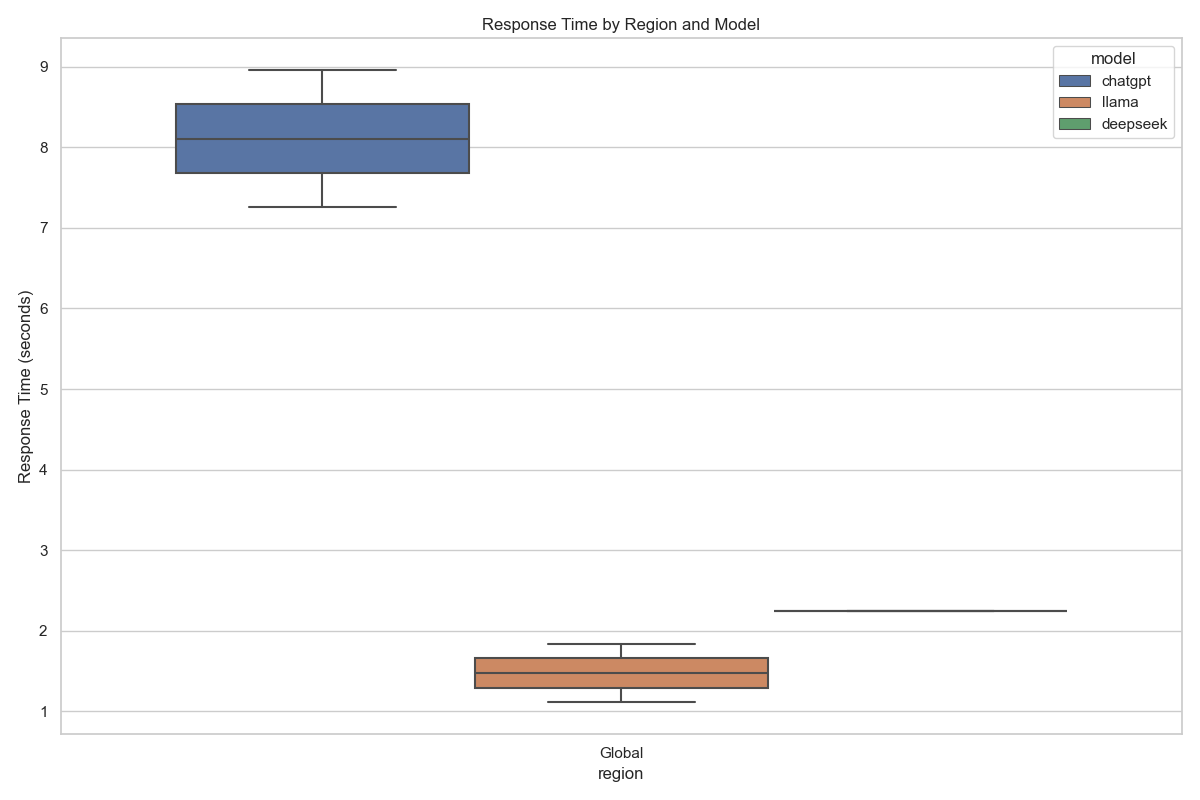 Response Time by Region and Model
model
chatgpt
llama
deepseek
Response Time (seconds)
9
8
7
6
5
4
3
2
1
Global
region